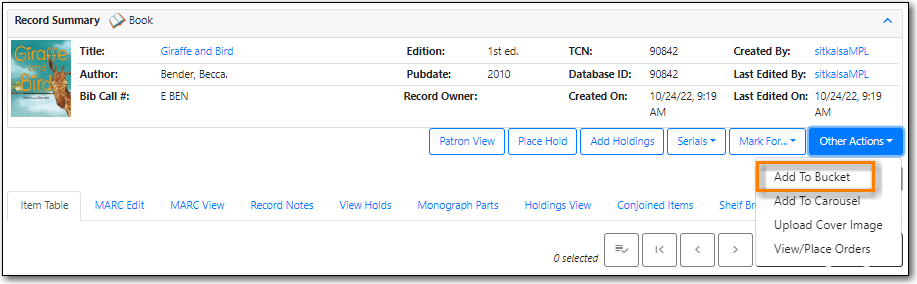 Record Summary Book
Giraffe and Bird
Title: Giraffe and Bird Edition: 1st ed. TCN: 90842 Created By: sitkalsaMPL
Author: Bender, Becca. Pubdate: 2010 Database ID: 90842 Last Edited By: sitkalsaMPL
Bib Call #: E BEN Record Owner: Created On: 10/24/22, 9:19 AM Last Edited On: 10/24/22, 9:19 AM
Patron View Place Hold Add Holdings Serials Mark For... Other Actions
Add To Bucket
Add To Carousel
Upload Cover Image
View/Place Orders
Item Table MARC Edit MARC View Record Notes View Holds Monograph Parts Holdings View Conjoined Items Shelf Br
0 selected